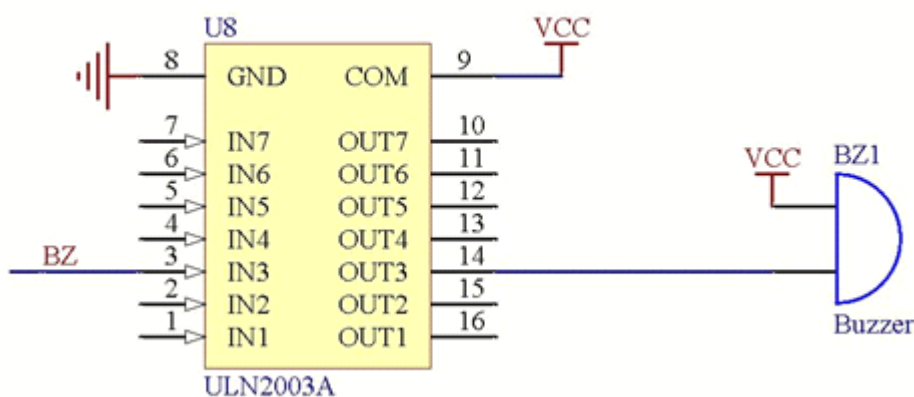 U8
VCC
8 GND COM 9
7 IN7 OUT7 10
6 IN6 OUT6 11
VCC BZ1
5 IN5 OUT5 12
4 IN4 OUT4 13
BZ 3 IN3 OUT3 14
2 IN2 OUT2 15
Buzzer
1 IN1 OUT1 16
ULN2003A